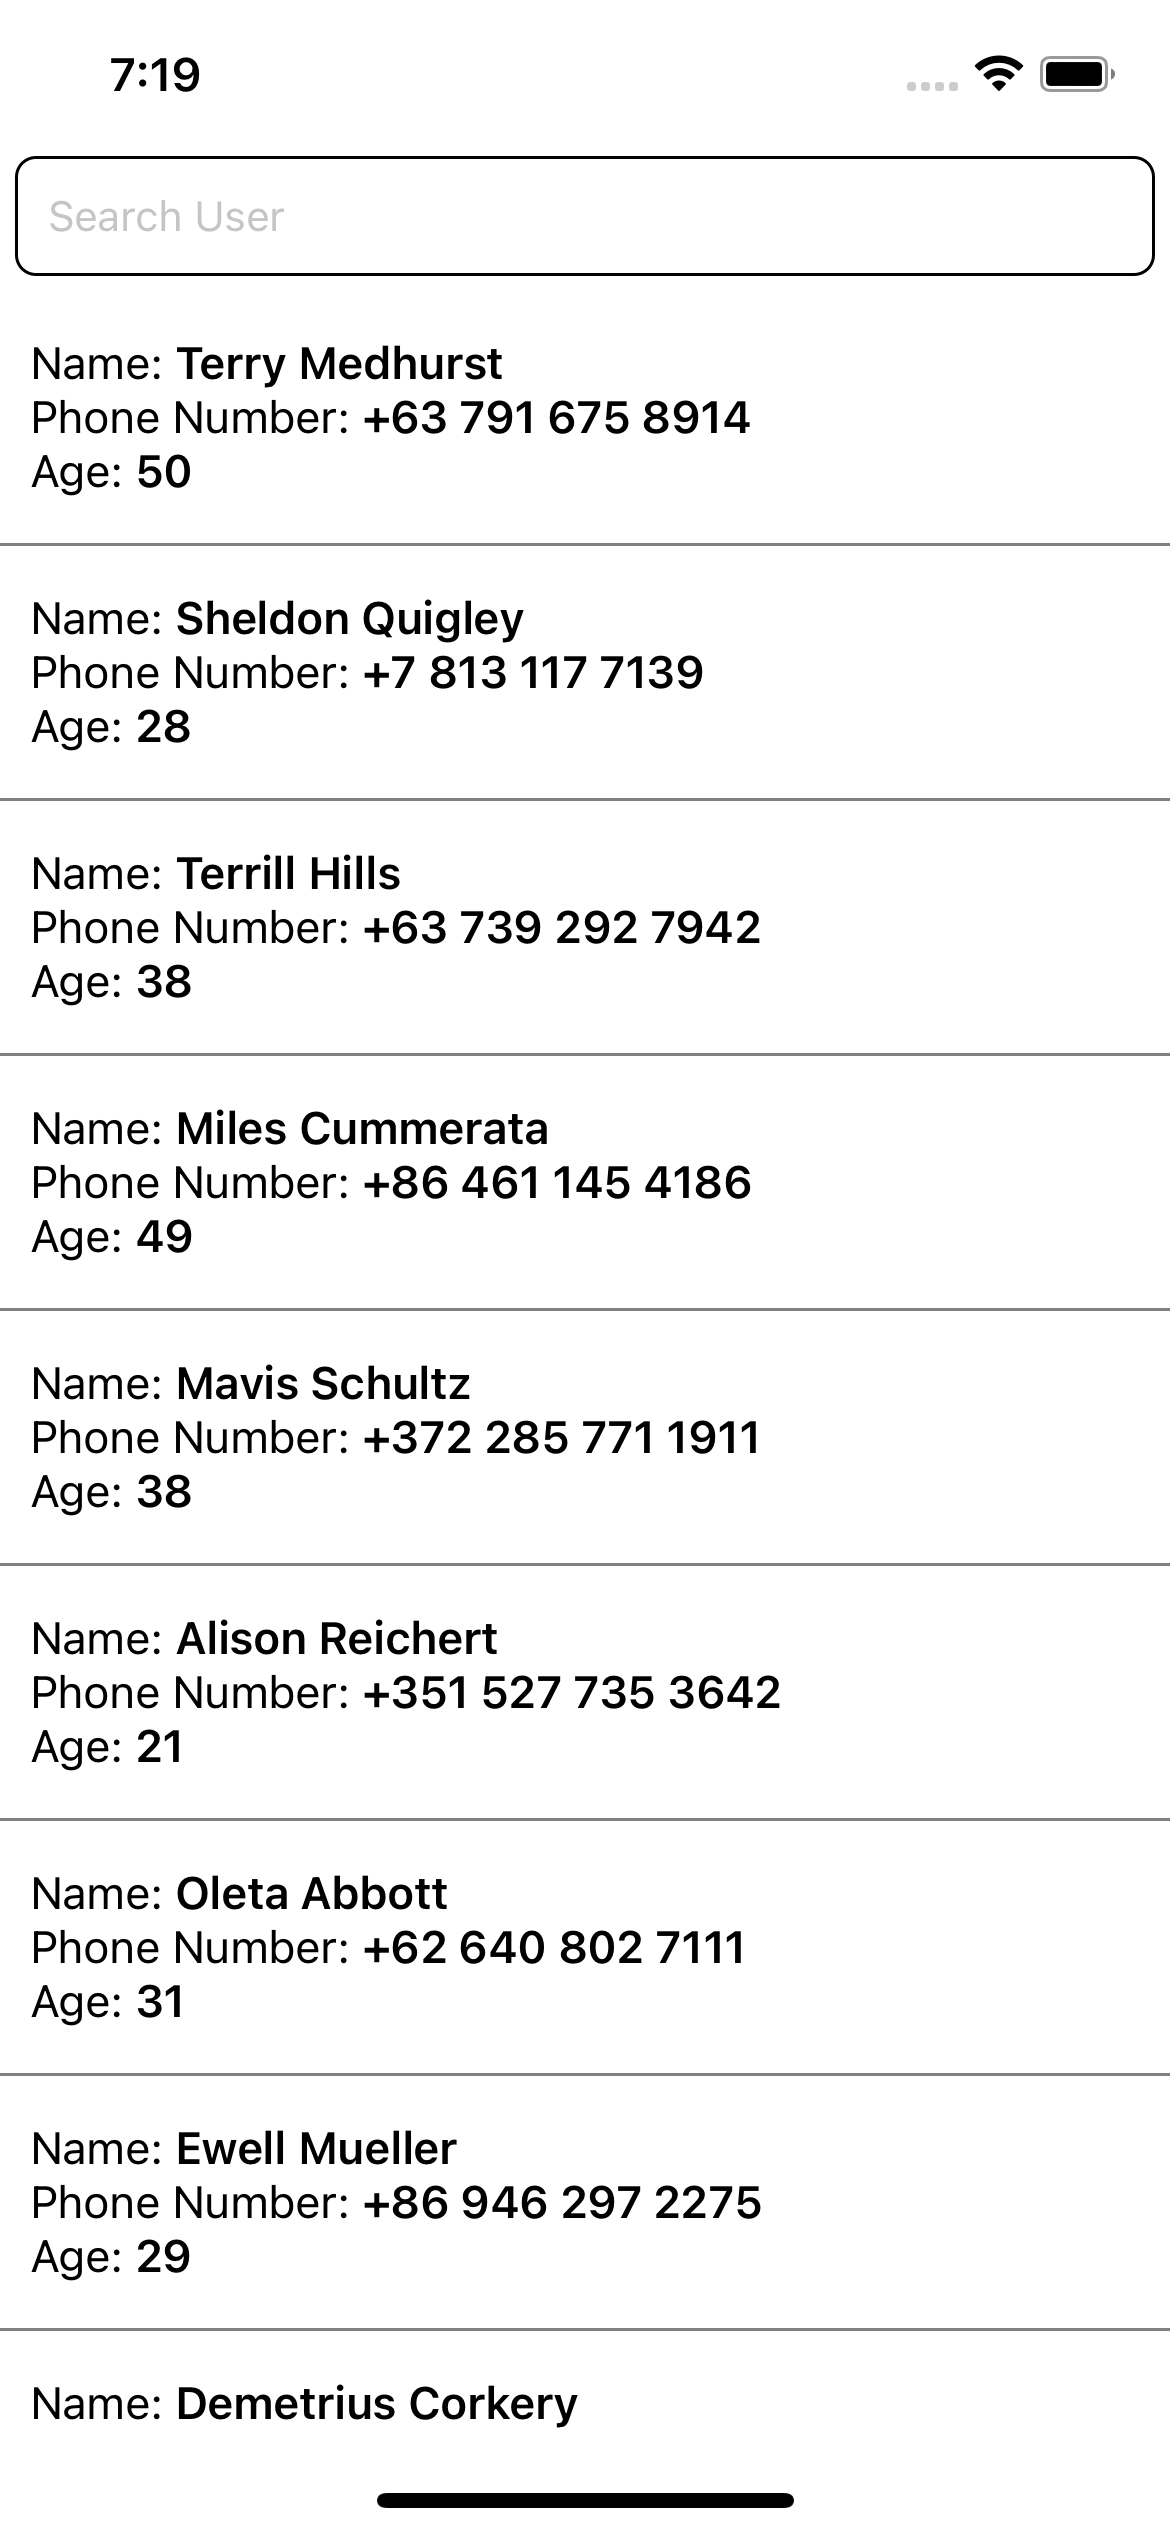 7:19
Search User
Name: Terry Medhurst
Phone Number: +63 791 675 8914
Age: 50
Name: Sheldon Quigley
Phone Number: +7 813 117 7139
Age: 28
Name: Terrill Hills
Phone Number: +63 739 292 7942
Age: 38
Name: Miles Cummerata
Phone Number: +86 461 145 4186
Age: 49
Name: Mavis Schultz
Phone Number: +372 285 771 1911
Age: 38
Name: Alison Reichert
Phone Number: +351 527 735 3642
Age: 21
Name: Oleta Abbott
Phone Number: +62 640 802 7111
Age: 31
Name: Ewell Mueller
Phone Number: +86 946 297 2275
Age: 29
Name: Demetrius Corkery